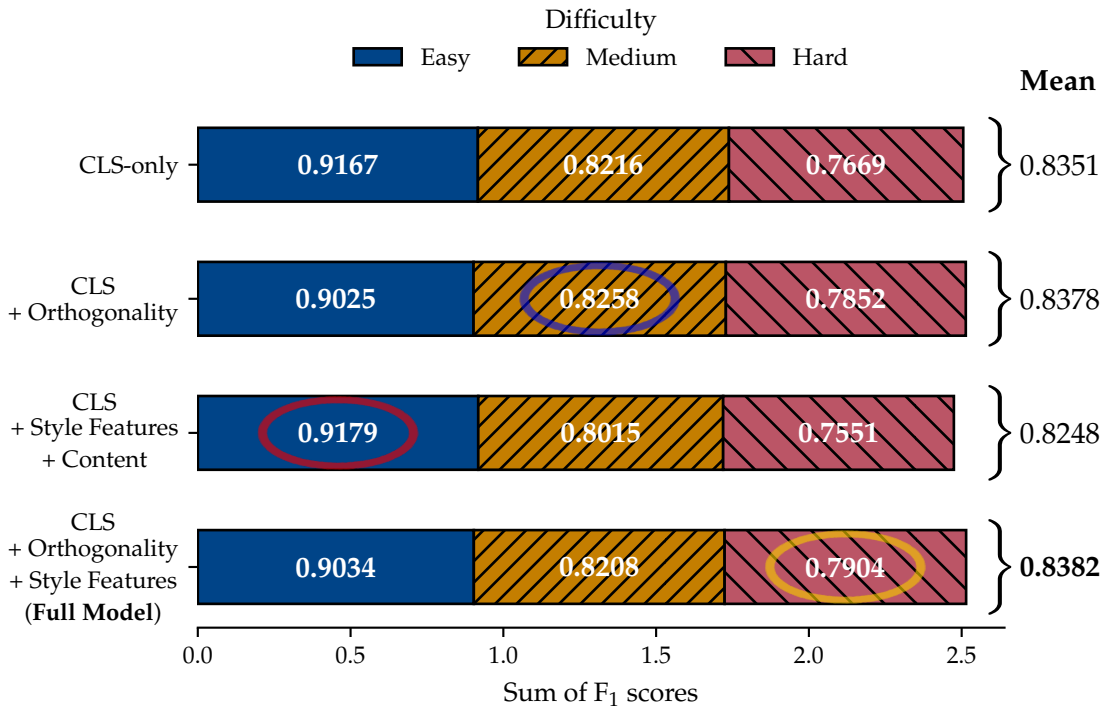 Difficulty
Easy Medium Hard
Mean
CLS-only 0.9167 0.8216 0.7669 0.8351
CLS
+ Orthogonality 0.9025 0.8258 0.7852 0.8378
CLS
+ Style Features 0.9179 0.8015 0.7551 0.8248
+ Content
CLS
+ Orthogonality
+ Style Features 0.9034 0.8208 0.7904 0.8382
(Full Model)
0.0 0.5 1.0 1.5 2.0 2.5
Sum of F₁ scores